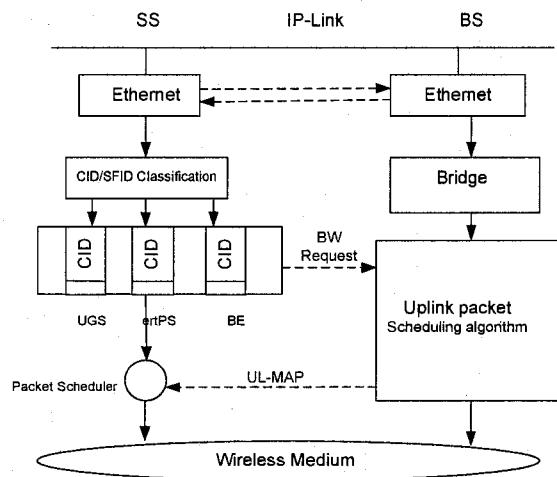 SS IP-Link BS
Ethernet Ethernet
CID/SFID Classification
Bridge
CID CID CID
BW
Request
Uplink packet
Scheduling algorithm
UGS ertPS BE
Packet Scheduler
UL-MAP
Wireless Medium